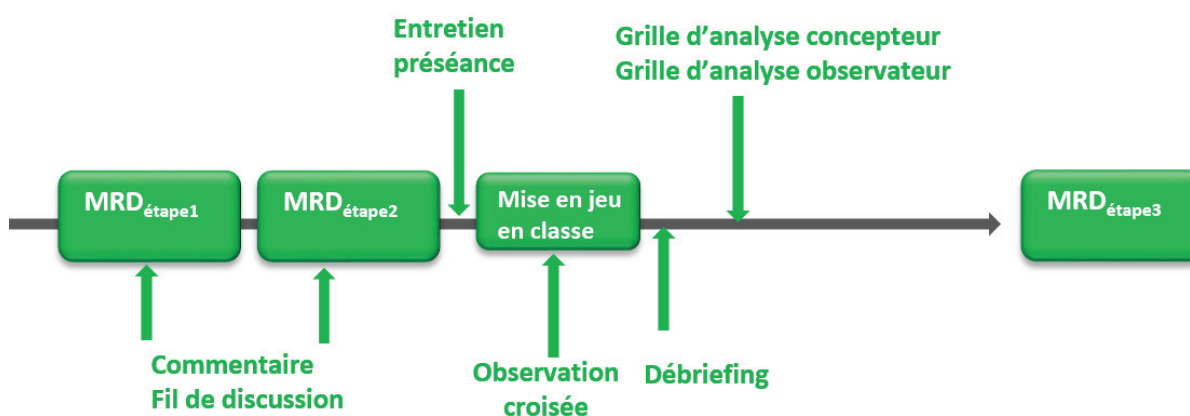 Entretien
préséance
Grille d’analyse concepteur
Grille d’analyse observateur
MRDétape1
MRDétape2
Mise en jeu
en classe
MRDétape3
Commentaire
Fil de discussion
Observation
croisée
Débriefing